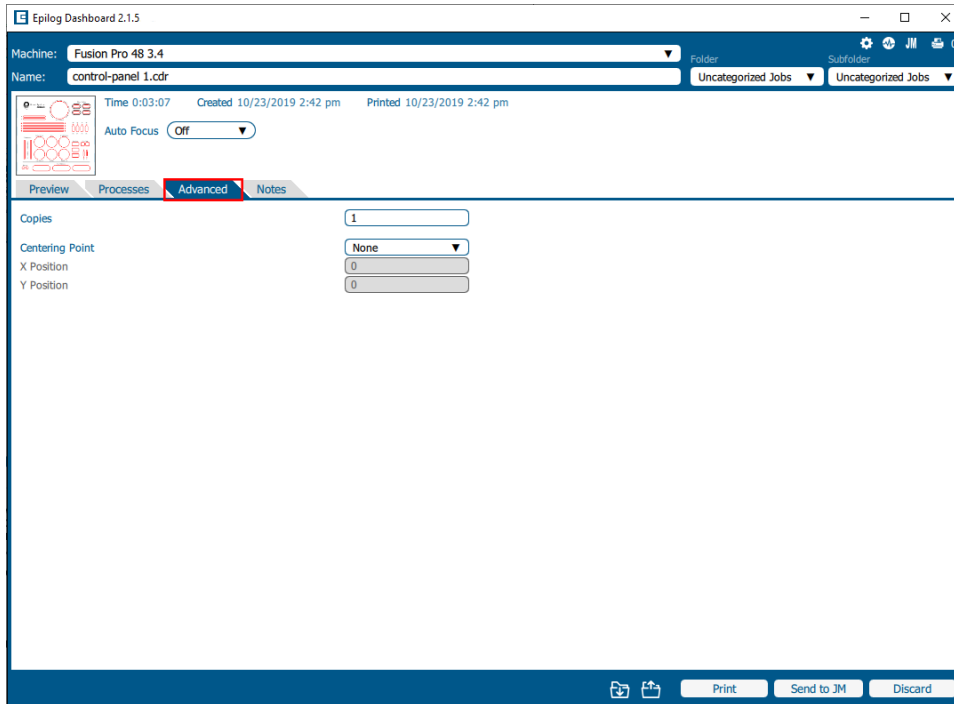 Epilog Dashboard 2.1.5
JM
Machine: Fusion Pro 48 3.4
Folder Subfolder
Name: control-panel 1.cdr Uncategorized Jobs Uncategorized Jobs
Time 0:03:07 Created 10/23/2019 2:42 pm Printed 10/23/2019 2:42 pm
Auto Focus Off
Preview Processes Advanced Notes
Copies 1
Centering Point None
X Position 0
Y Position 0
Print Send to JM Discard